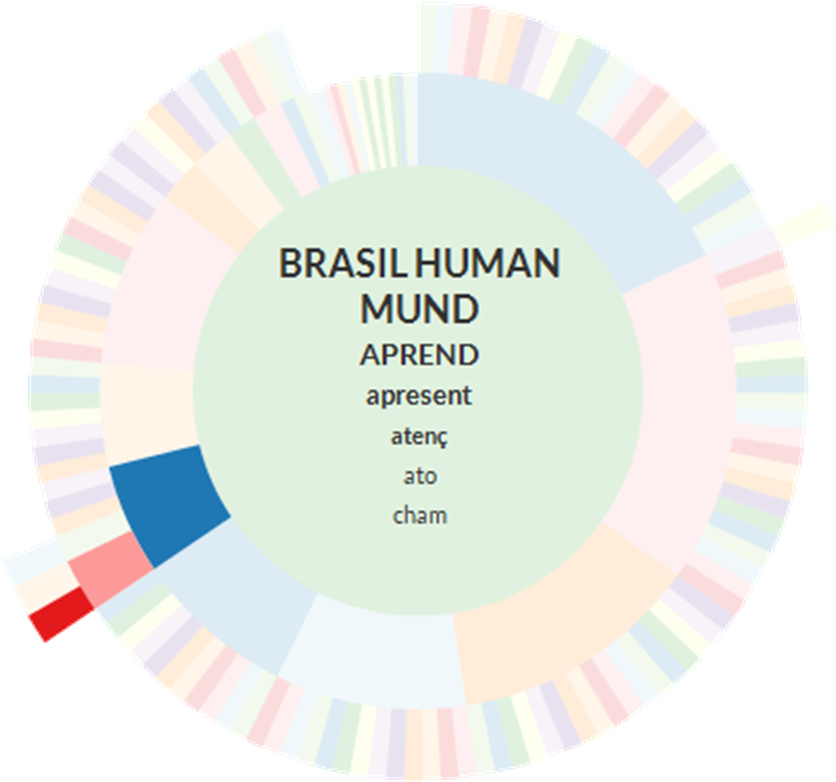 BRASIL HUMAN
MUND
APREND
apresent
atenç
ato
cham